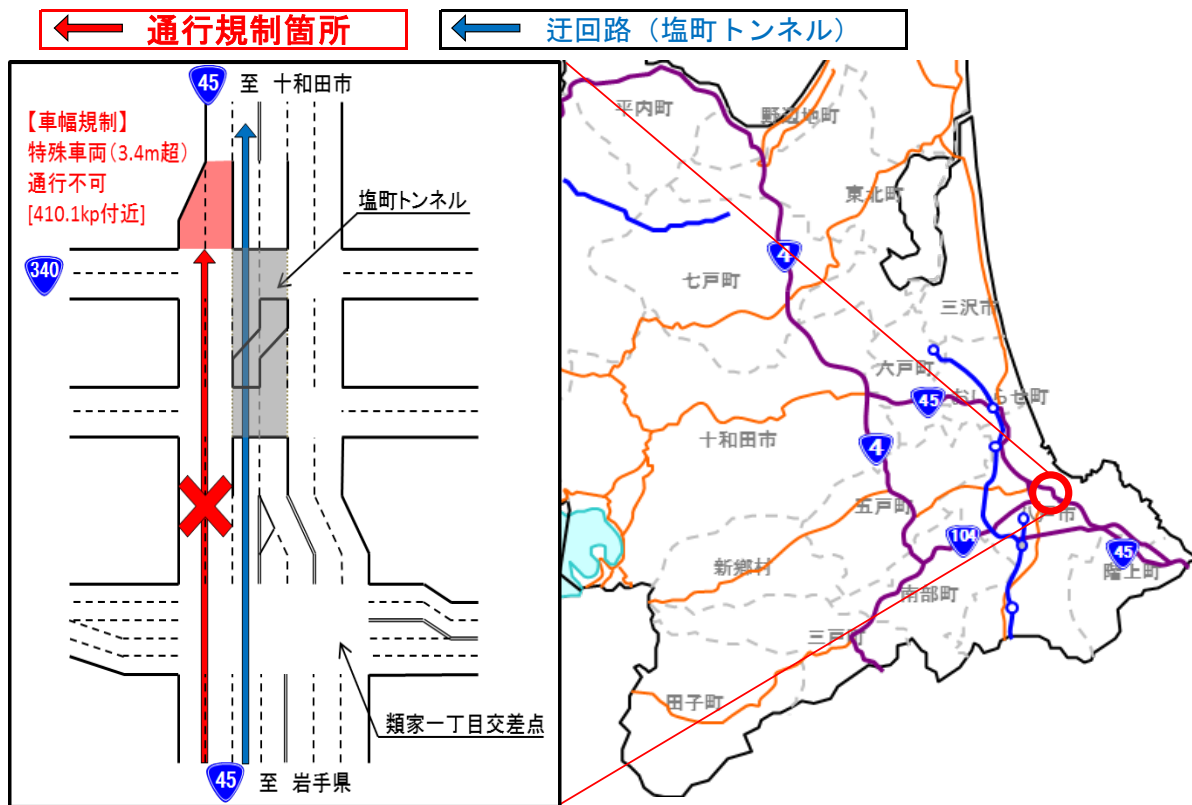 通行規制箇所
迂回路（塩町トンネル）
45 至 十和田市
【車幅規制】
特殊車両（3.4m超）
通行不可
[410.1kp付近]
塩町トンネル
340
類家一丁目交差点
45 至 岩手県
平内町
野辺地町
東北町
4
七戸町
三沢市
六戸町
45
おいらせ町
十和田市
4
五戸町
八戸市
104
45
新郷村
階上町
南部町
三戸町
田子町